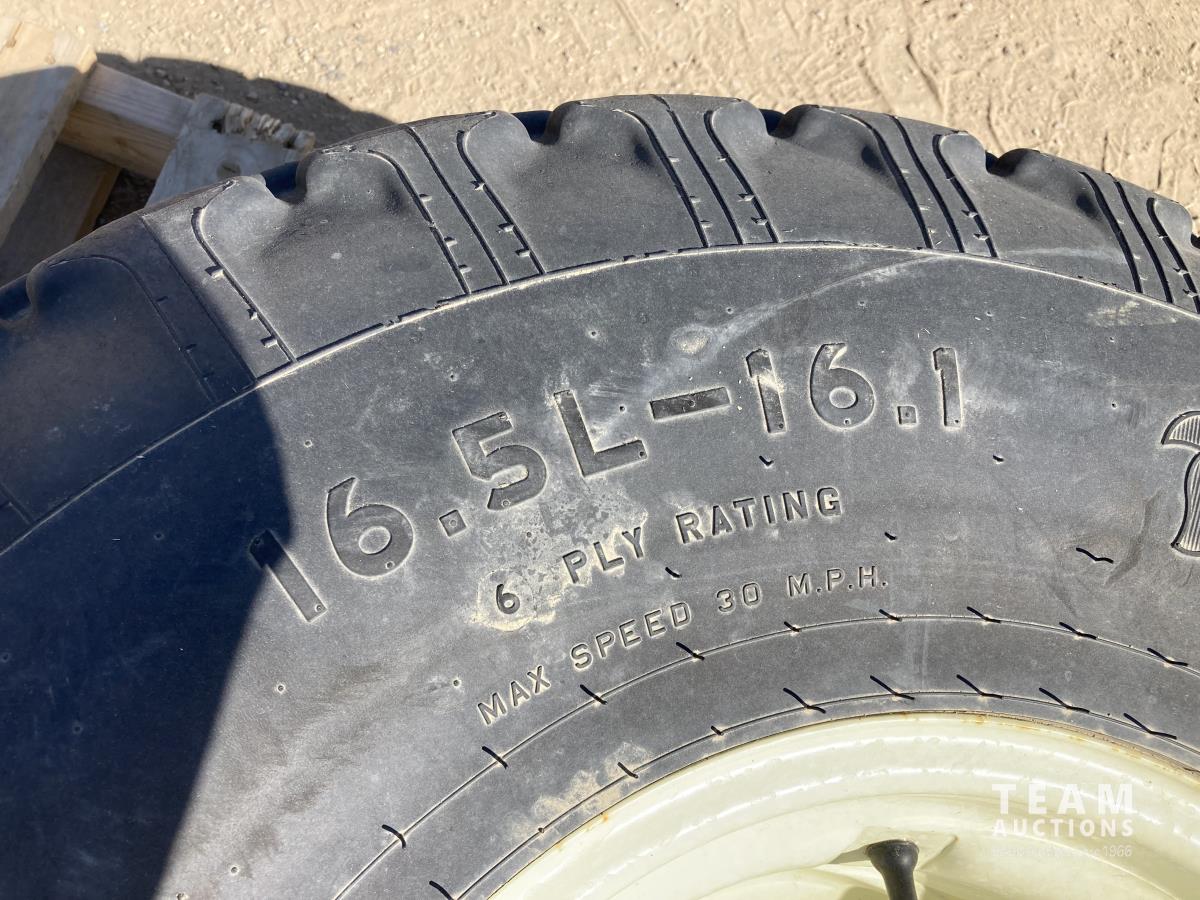 16.5L-16.1
6 PLY RATING
MAX SPEED 30 M.P.H.
TEAM
AUCTIONS